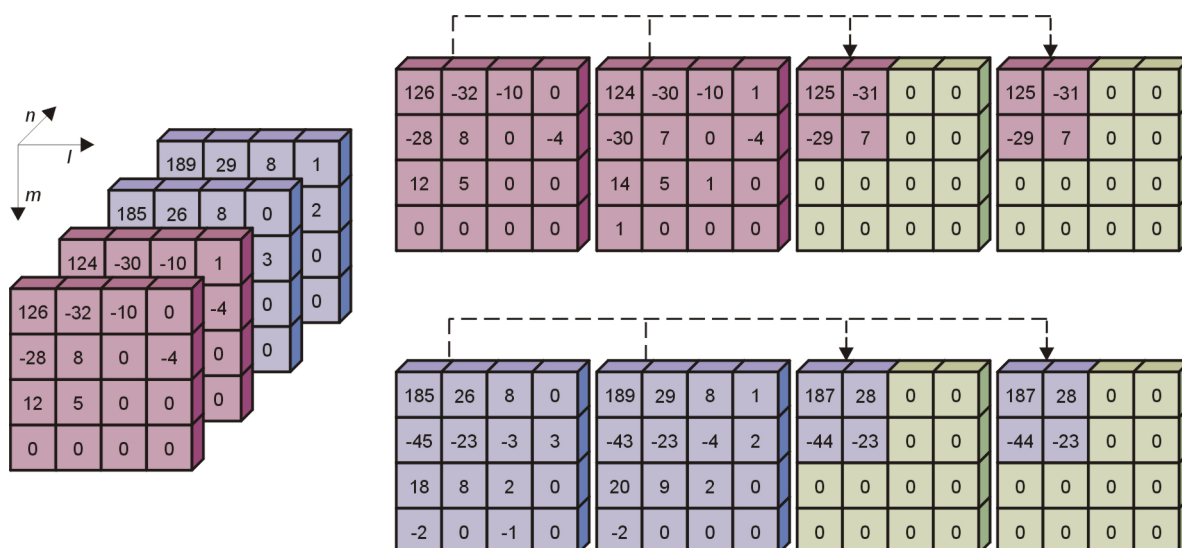 n
l
m
189 29 8 1
185 26 8 0 2
124 -30 -10 1 3 0
126 -32 -10 0 -4 0 0
-28 8 0 -4 0 0
12 5 0 0 0
0 0 0 0
126 -32 -10 0
-28 8 0 -4
12 5 0 0
0 0 0 0
124 -30 -10 1
-30 7 0 -4
14 5 1 0
1 0 0 0
125 -31 0 0
-29 7 0 0
0 0 0 0
0 0 0 0
125 -31 0 0
-29 7 0 0
0 0 0 0
0 0 0 0
185 26 8 0
-45 -23 -3 3
18 8 2 0
-2 0 -1 0
189 29 8 1
-43 -23 -4 2
20 9 2 0
-2 0 0 0
187 28 0 0
-44 -23 0 0
0 0 0 0
0 0 0 0
187 28 0 0
-44 -23 0 0
0 0 0 0
0 0 0 0